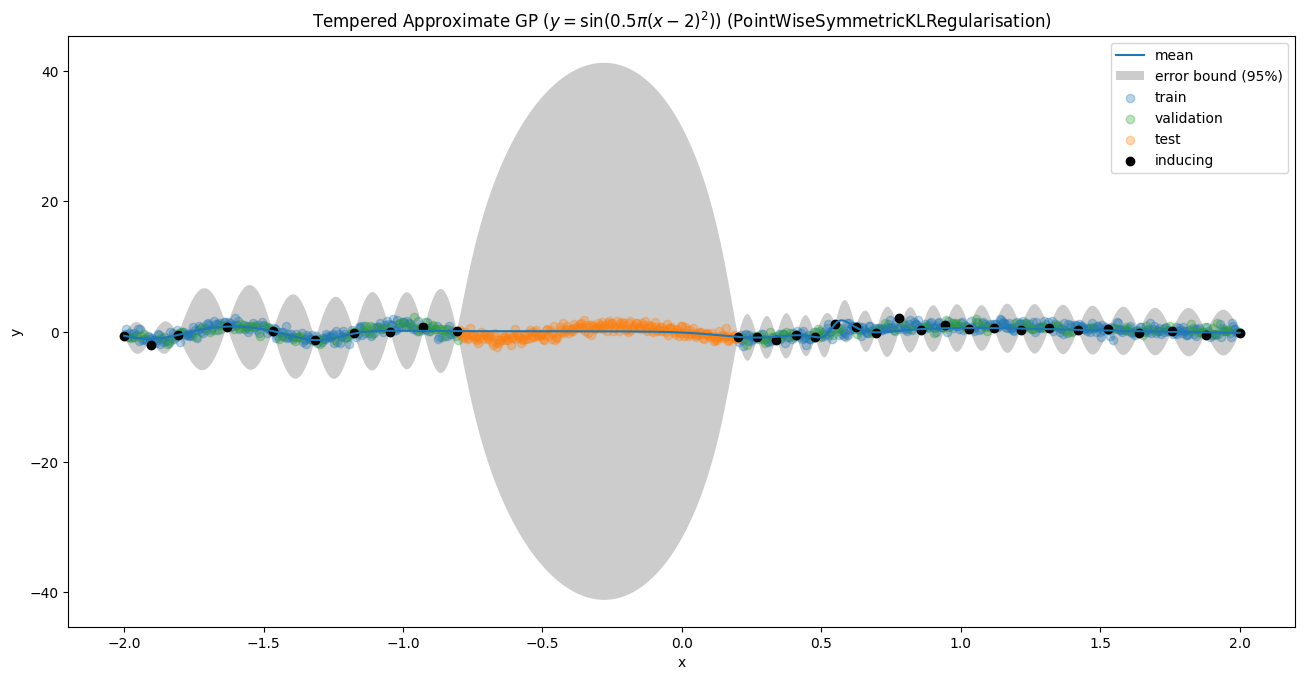 Tempered Approximate GP ($y = \sin(0.5\pi(x-2)^2)$) (PointWiseSymmetricKLRegularisation)
mean
error bound (95%)
train
validation
test
inducing
40
20
0
−20
−40
y
−2.0 −1.5 −1.0 −0.5 0.0 0.5 1.0 1.5 2.0
x